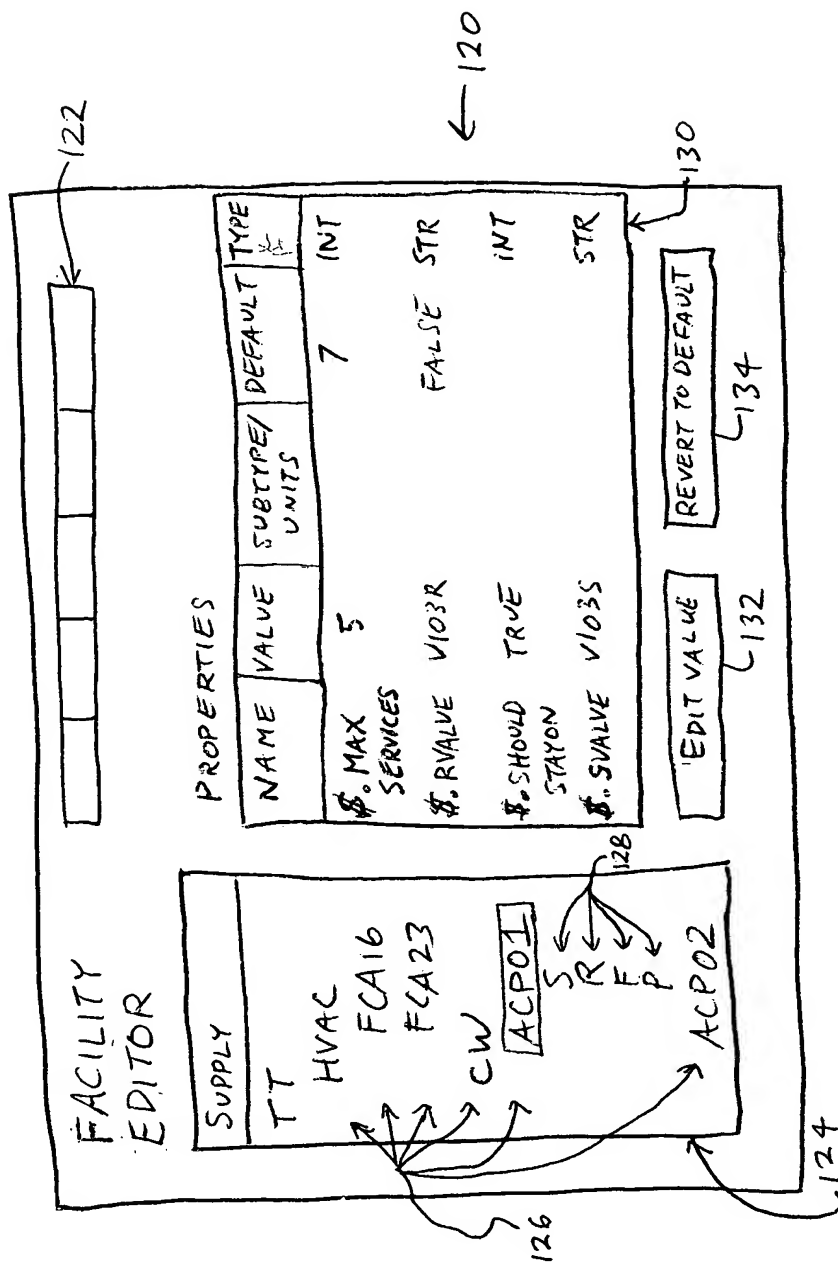 122
FACILITY
EDITOR
PROPERTIES
SUPPLY
TT
HVAC
FCA16
FCA23
CW
ACP01
S
R
F
P
ACP02
NAME VALUE SUBTYPE/ UNITS DEFAULT TYPE
$. MAX SERVICES 5 7 INT
$. RVALVE V103R FALSE STR
$. SHOULD STAYON TRUE INT
$. SVALVE V103S STR
120
128
130
EDIT VALUE REVERT TO DEFAULT
132 134
126
124